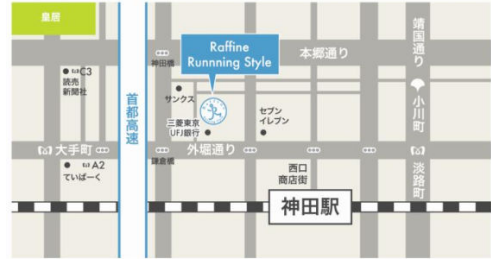 皇居
Raffine
Runnning Style
本郷通り
靖国通り
神田橋
C3
読売
新聞社
サンクス
首都高速
三菱東京
UFJ銀行
セブン
イレブン
小川町
大手町
外堀通り
鎌倉橋
A2
ていぱーく
西口
商店街
淡路町
神田駅